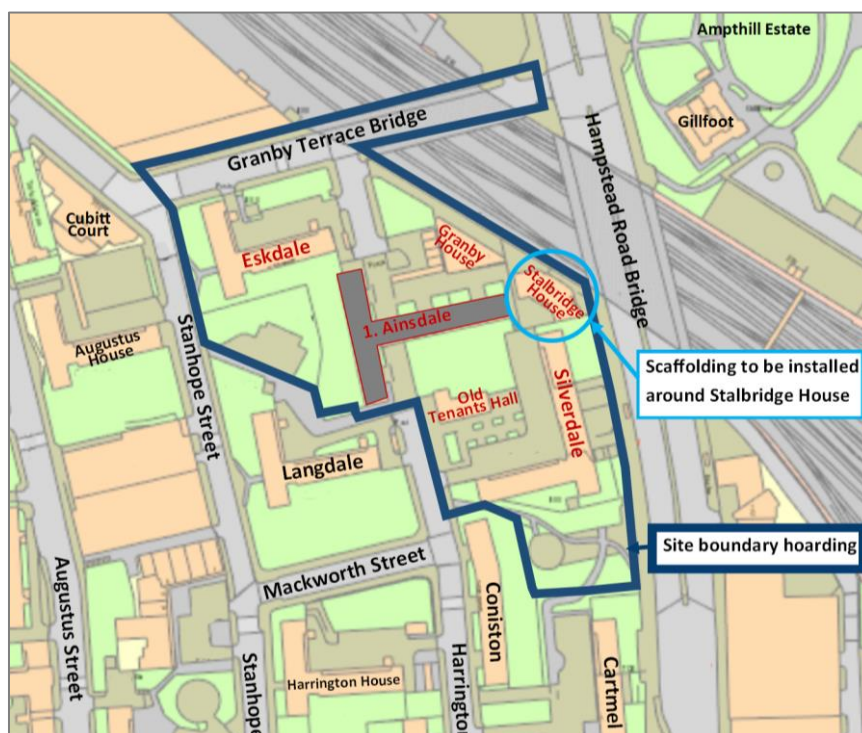 Ampthill Estate
Gillfoot
Granby Terrace Bridge
Hampstead Road Bridge
Cubitt
Court
Eskdale
Granby
House
Stalbridge
House
1. Ainsdale
Augustus
House
Stanhope Street
Scaffolding to be installed
around Stalbridge House
Old
Tenants Hall
Silverdale
Langdale
Site boundary hoarding
Mackworth Street
Augustus Street
Coniston
Harrington House
Stanhope
Harrington
Cartmel